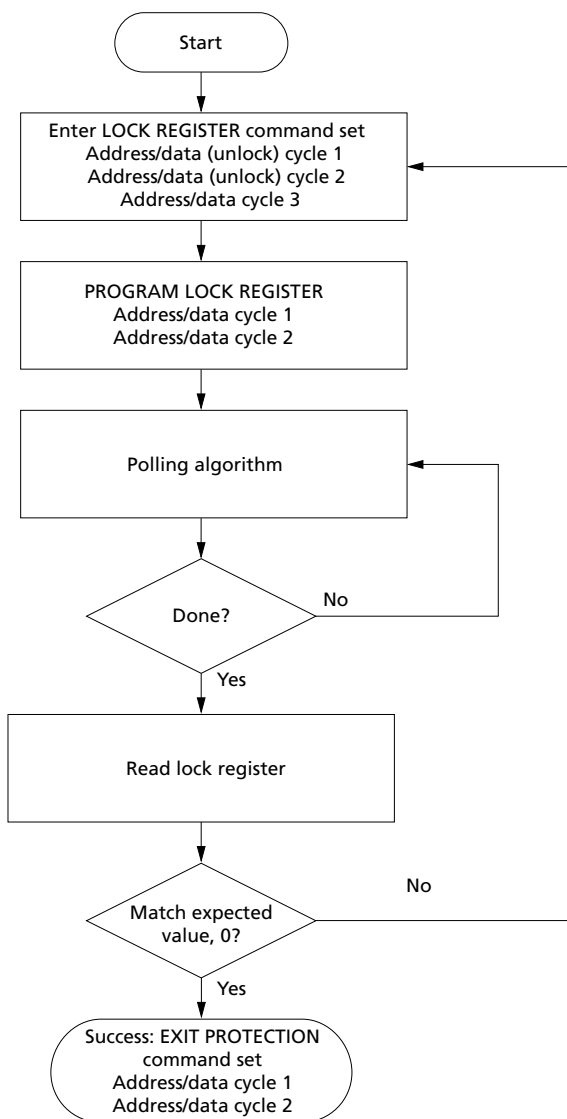 Start
Enter LOCK REGISTER command set
Address/data (unlock) cycle 1
Address/data (unlock) cycle 2
Address/data cycle 3
PROGRAM LOCK REGISTER
Address/data cycle 1
Address/data cycle 2
Polling algorithm
Done?
No
Yes
Read lock register
No
Match expected
value, 0?
Yes
Success: EXIT PROTECTION
command set
Address/data cycle 1
Address/data cycle 2